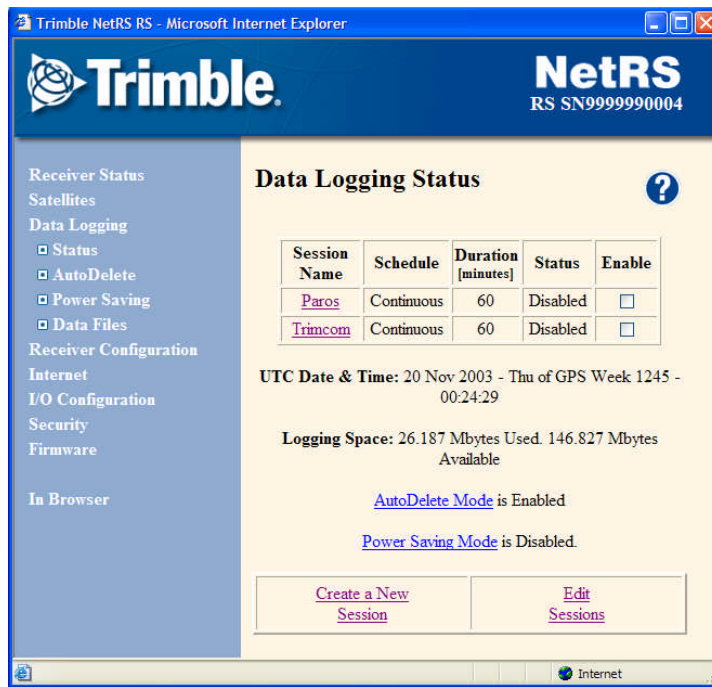 Trimble NetRS RS - Microsoft Internet Explorer
Trimble.
NetRS
RS SN9999990004
Receiver Status
Satellites
Data Logging
Status
AutoDelete
Power Saving
Data Files
Receiver Configuration
Internet
I/O Configuration
Security
Firmware
In Browser
Data Logging Status
?
Session Name Schedule Duration [minutes] Status Enable
Paros Continuous 60 Disabled
Trimcom Continuous 60 Disabled
UTC Date & Time: 20 Nov 2003 - Thu of GPS Week 1245 -
00:24:29
Logging Space: 26.187 Mbytes Used. 146.827 Mbytes
Available
AutoDelete Mode is Enabled
Power Saving Mode is Disabled.
Create a New
Session
Edit
Sessions
Internet